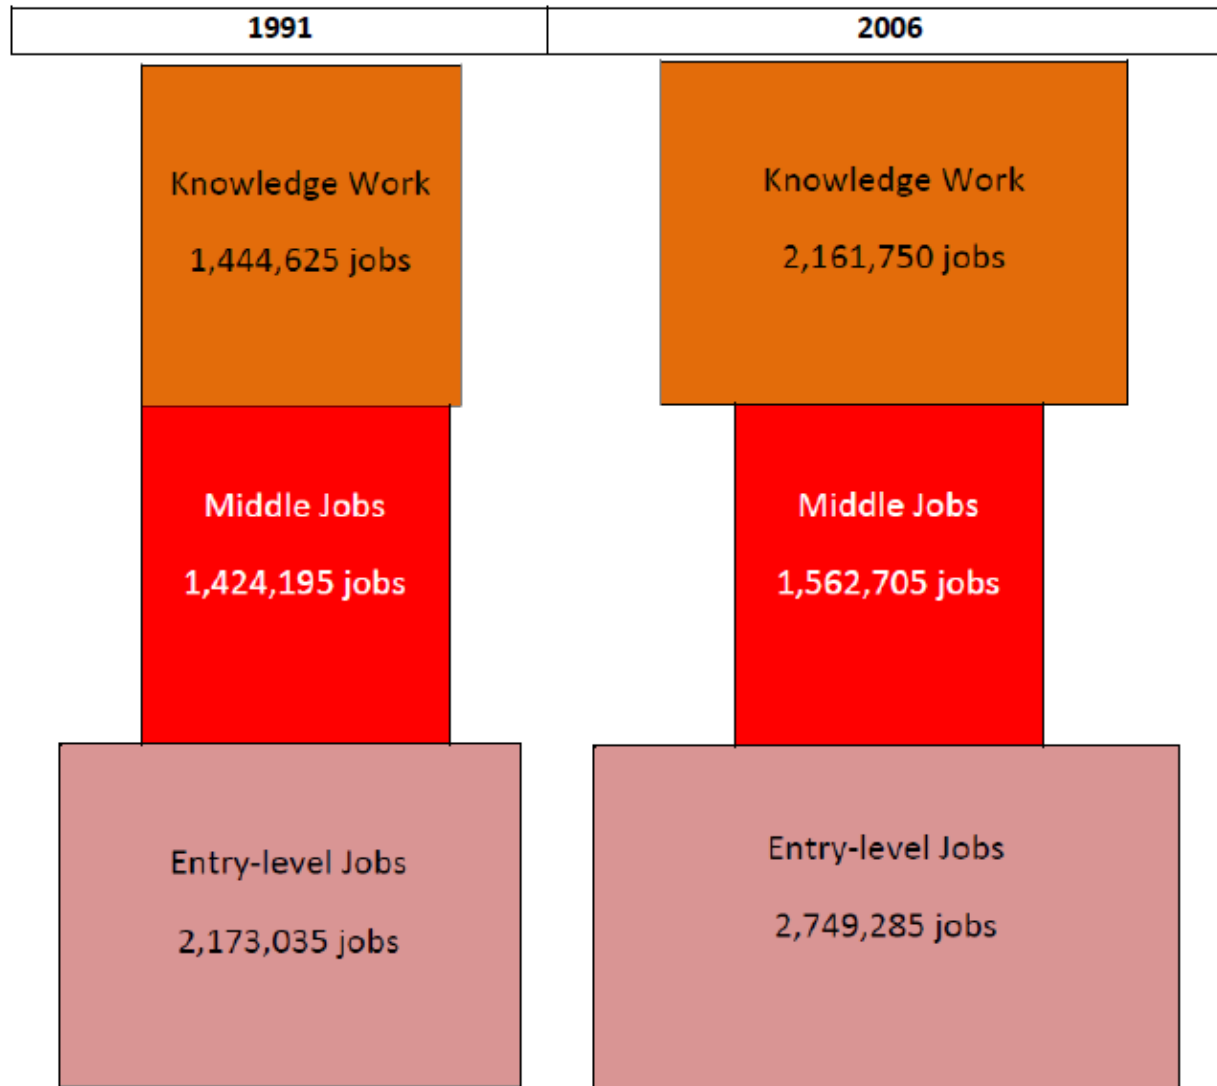 1991
2006
Knowledge Work
1,444,625 jobs
Knowledge Work
2,161,750 jobs
Middle Jobs
1,424,195 jobs
Middle Jobs
1,562,705 jobs
Entry-level Jobs
2,173,035 jobs
Entry-level Jobs
2,749,285 jobs